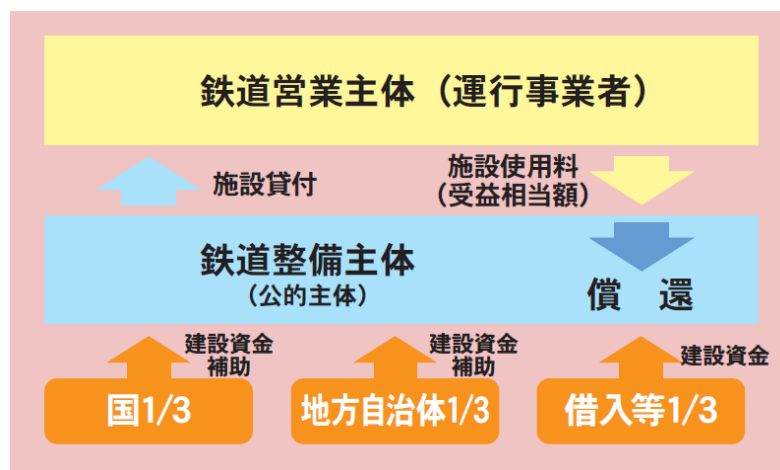 鉄道営業主体（運行事業者）
施設貸付
施設使用料
（受益相当額）
鉄道整備主体
（公的主体）
償　還
建設資金
補助
建設資金
補助
建設資金
国1/3
地方自治体1/3
借入等1/3